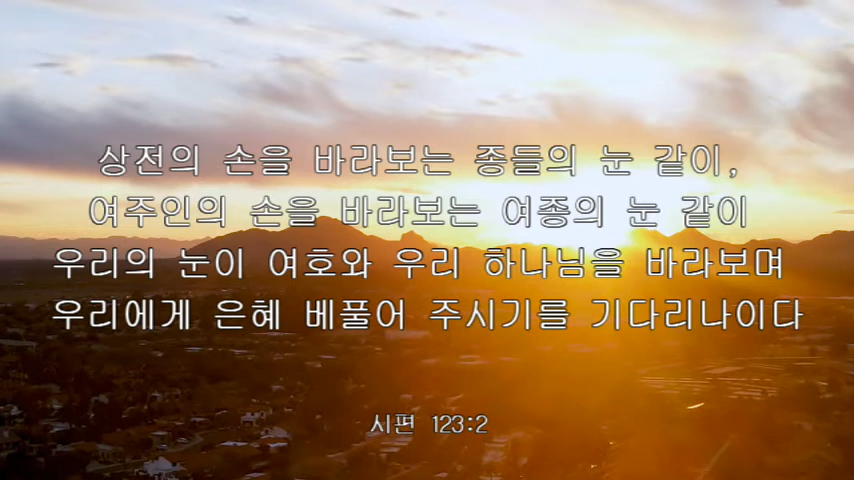 상전의 손을 바라보는 종들의 눈 같이,
여주인의 손을 바라보는 여종의 눈 같이
우리의 눈이 여호와 우리 하나님을 바라보며
우리에게 은혜 베풀어 주시기를 기다리나이다
시편 123:2